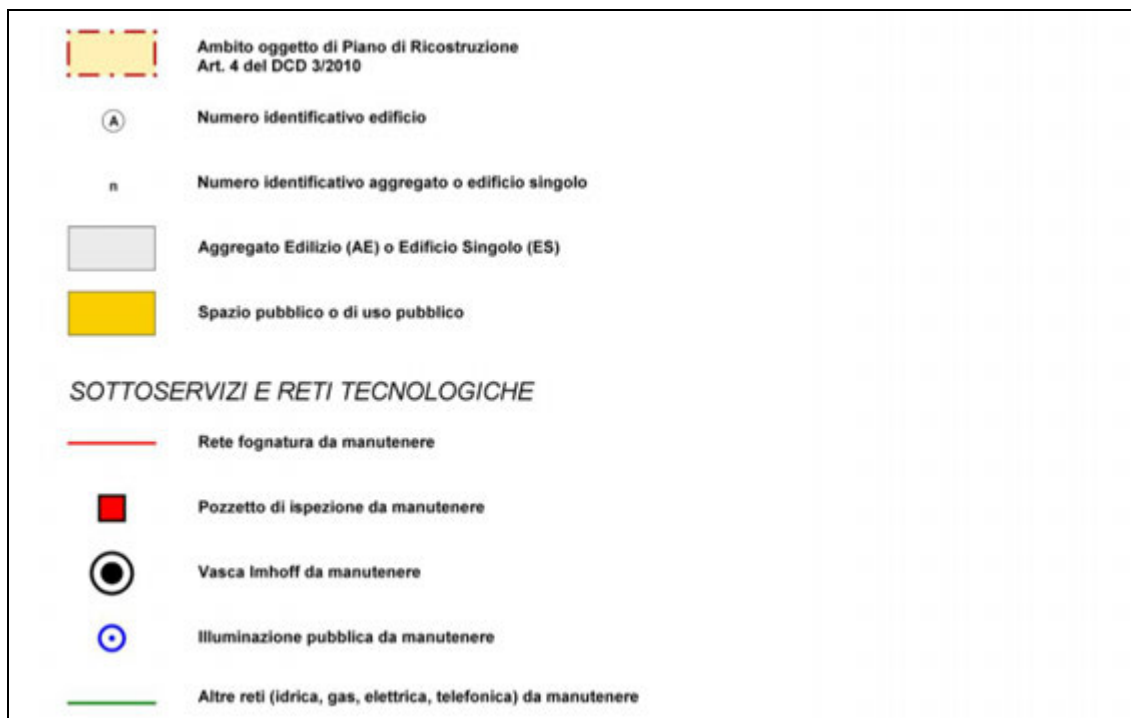 Ambito oggetto di Piano di Ricostruzione
Art. 4 del DCD 3/2010
A
Numero identificativo edificio
n
Numero identificativo aggregato o edificio singolo
Aggregato Edilizio (AE) o Edificio Singolo (ES)
Spazio pubblico o di uso pubblico
SOTTOSERVIZI E RETI TECNOLOGICHE
Rete fognatura da manutenere
Pozzetto di ispezione da manutenere
Vasca Imhoff da manutenere
Illuminazione pubblica da manutenere
Altre reti (idrica, gas, elettrica, telefonica) da manutenere